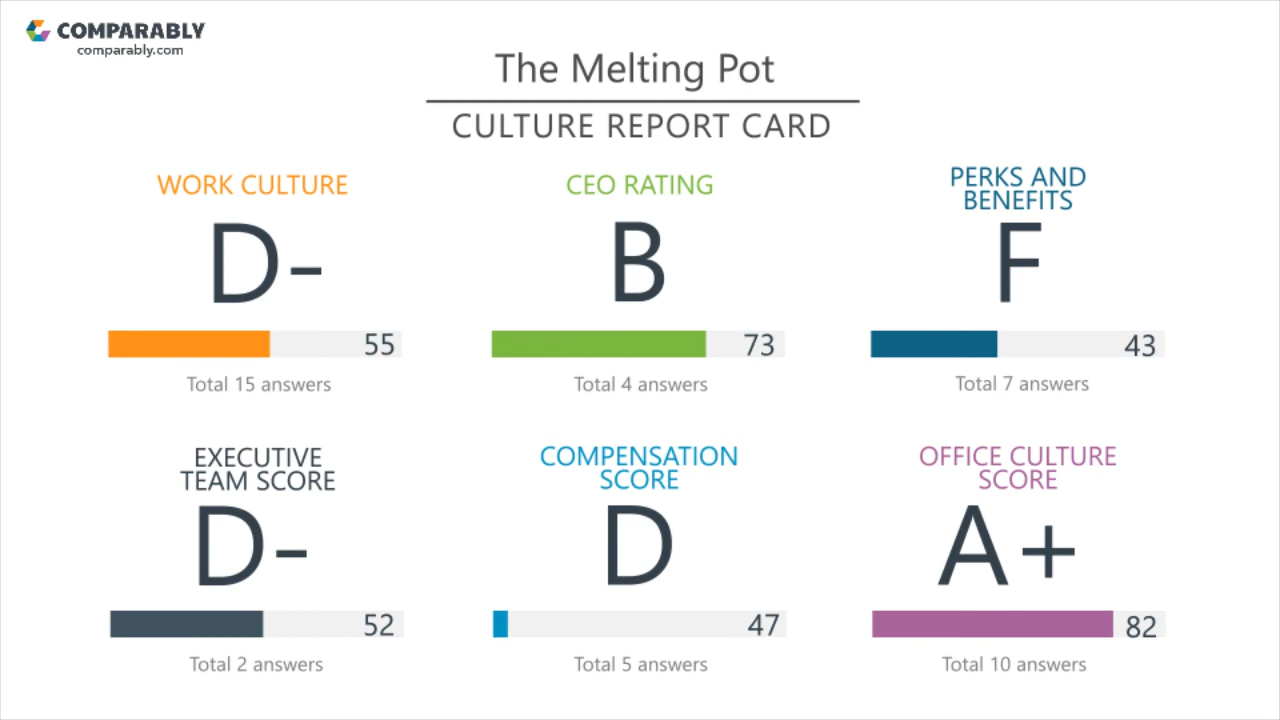 COMPARABLY
comparably.com
The Melting Pot
CULTURE REPORT CARD
WORK CULTURE
D-
55
Total 15 answers
CEO RATING
B
73
Total 4 answers
PERKS AND
BENEFITS
F
43
Total 7 answers
EXECUTIVE
TEAM SCORE
D-
52
Total 2 answers
COMPENSATION
SCORE
D
47
Total 5 answers
OFFICE CULTURE
SCORE
A+
82
Total 10 answers